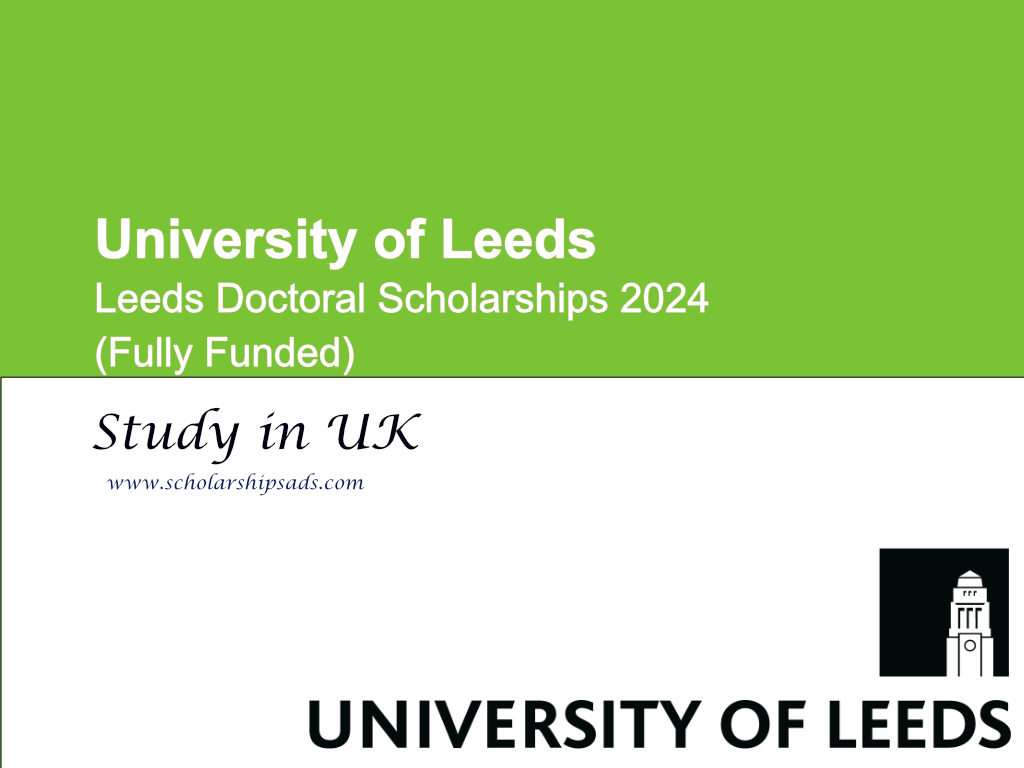 University of Leeds
Leeds Doctoral Scholarships 2024
(Fully Funded)
Study in UK
www.scholarshipsads.com
UNIVERSITY OF LEEDS